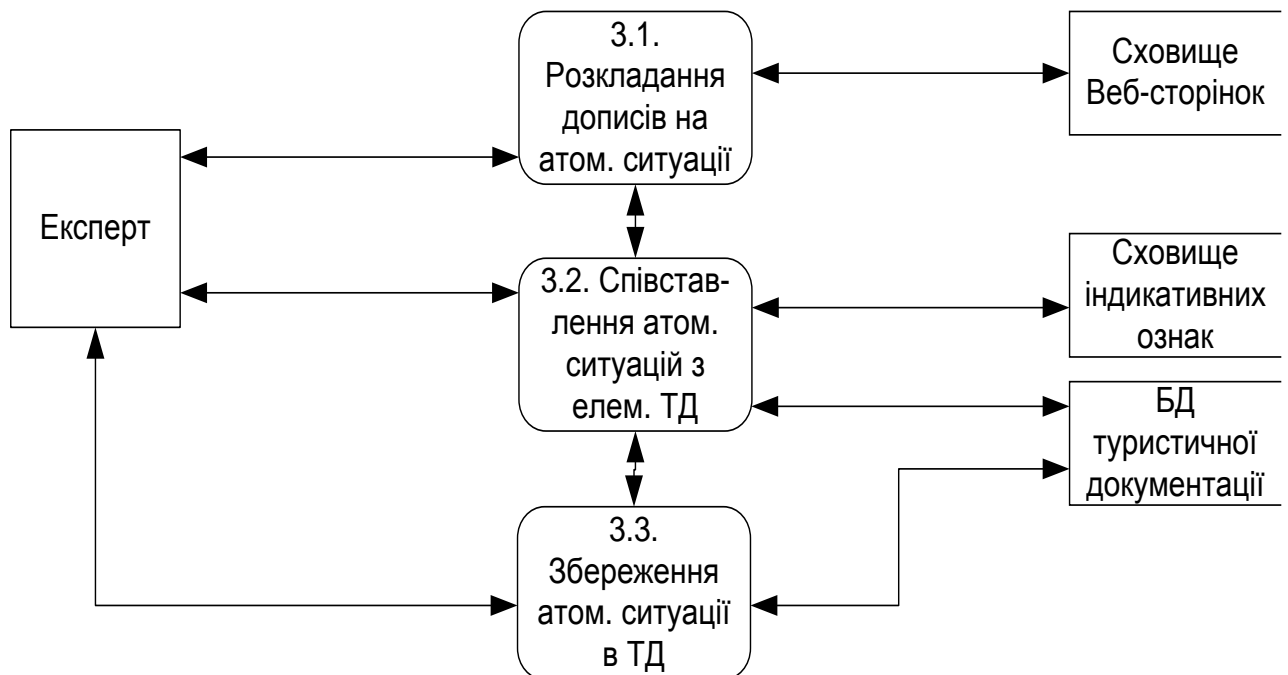 Експерт
3.1.
Розкладання
дописів на
атом. ситуації
3.2. Співстав-
лення атом.
ситуацій з
елем. ТД
3.3.
Збереження
атом. ситуації
в ТД
Сховище
Веб-сторінок
Сховище
індикативних
ознак
БД
туристичної
документації